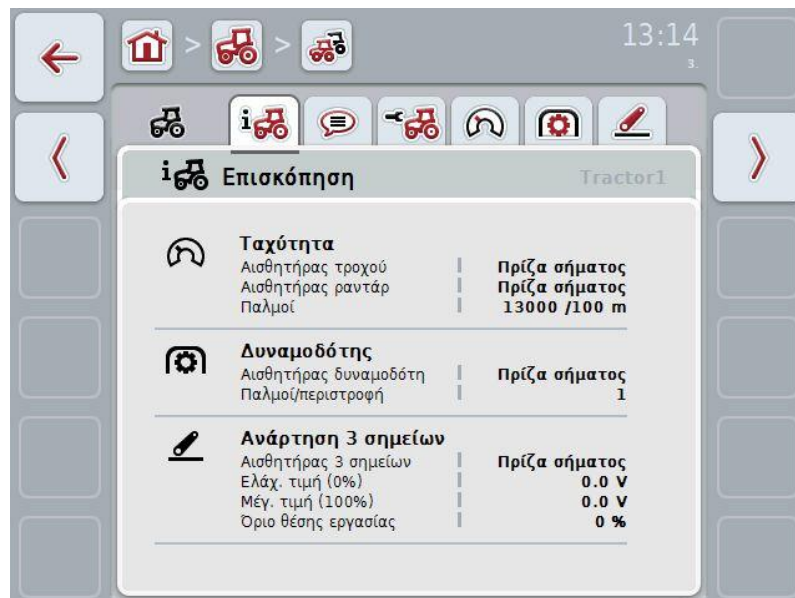 > >
13:14
3.
i
i Επισκόπηση Tractor1
Ταχύτητα
Αισθητήρας τροχού Πρίζα σήματος
Αισθητήρας ραντάρ Πρίζα σήματος
Παλμοί 13000 /100 m
Δυναμοδότης
Αισθητήρας δυναμοδότη Πρίζα σήματος
Παλμοί/περιστροφή 1
Ανάρτηση 3 σημείων
Αισθητήρας 3 σημείων Πρίζα σήματος
Ελάχ. τιμή (0%) 0.0 V
Μέγ. τιμή (100%) 0.0 V
Όριο θέσης εργασίας 0 %